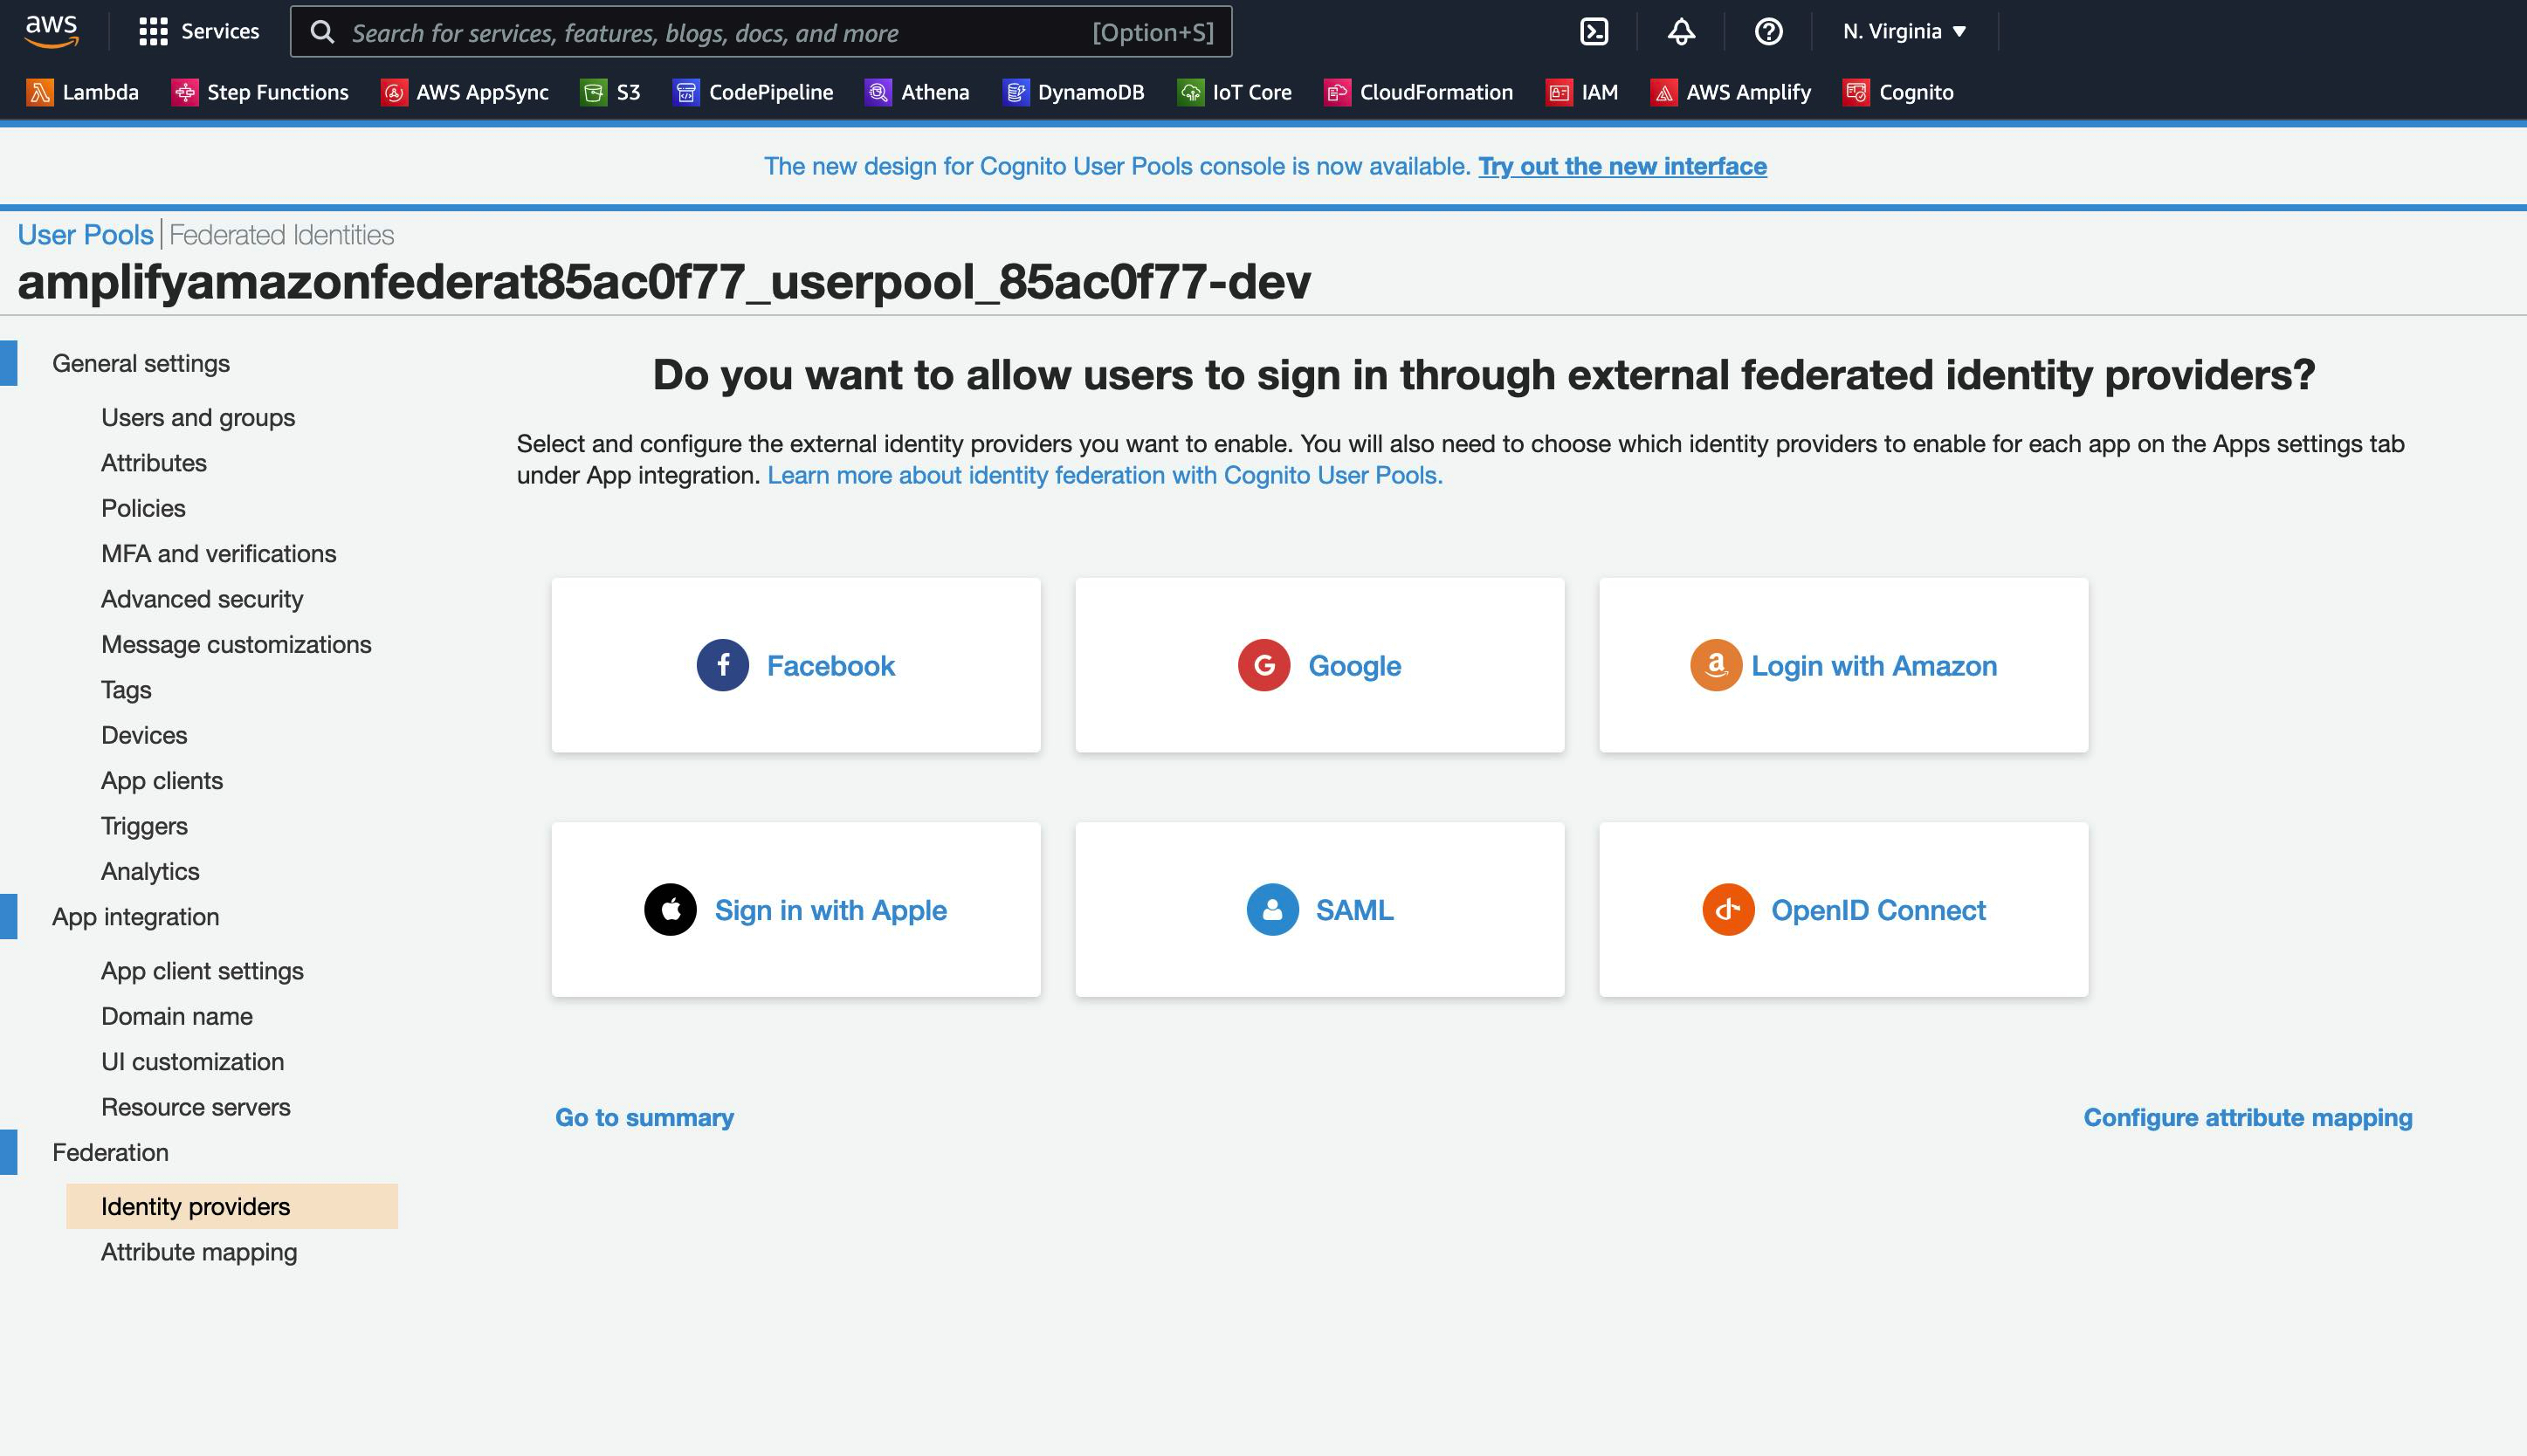 aws
Services
Search for services, features, blogs, docs, and more [Option+S]
N. Virginia ▼
Lambda Step Functions AWS AppSync S3 CodePipeline Athena DynamoDB IoT Core CloudFormation IAM AWS Amplify Cognito
The new design for Cognito User Pools console is now available. Try out the new interface
User Pools | Federated Identities
amplifyamazonfederat85ac0f77_userpool_85ac0f77-dev
General settings
Users and groups
Attributes
Policies
MFA and verifications
Advanced security
Message customizations
Tags
Devices
App clients
Triggers
Analytics
App integration
App client settings
Domain name
UI customization
Resource servers
Federation
Identity providers
Attribute mapping
Do you want to allow users to sign in through external federated identity providers?
Select and configure the external identity providers you want to enable. You will also need to choose which identity providers to enable for each app on the Apps settings tab
under App integration. Learn more about identity federation with Cognito User Pools.
Facebook
Google
Login with Amazon
Sign in with Apple
SAML
OpenID Connect
Go to summary
Configure attribute mapping